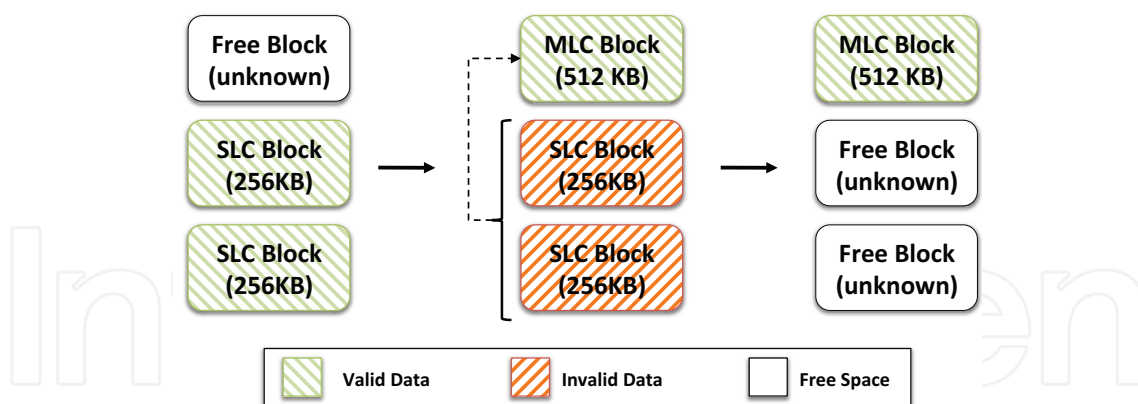 Free Block
(unknown)
SLC Block
(256KB)
SLC Block
(256KB)
MLC Block
(512 KB)
SLC Block
(256KB)
SLC Block
(256KB)
MLC Block
(512 KB)
Free Block
(unknown)
Free Block
(unknown)
Valid Data
Invalid Data
Free Space